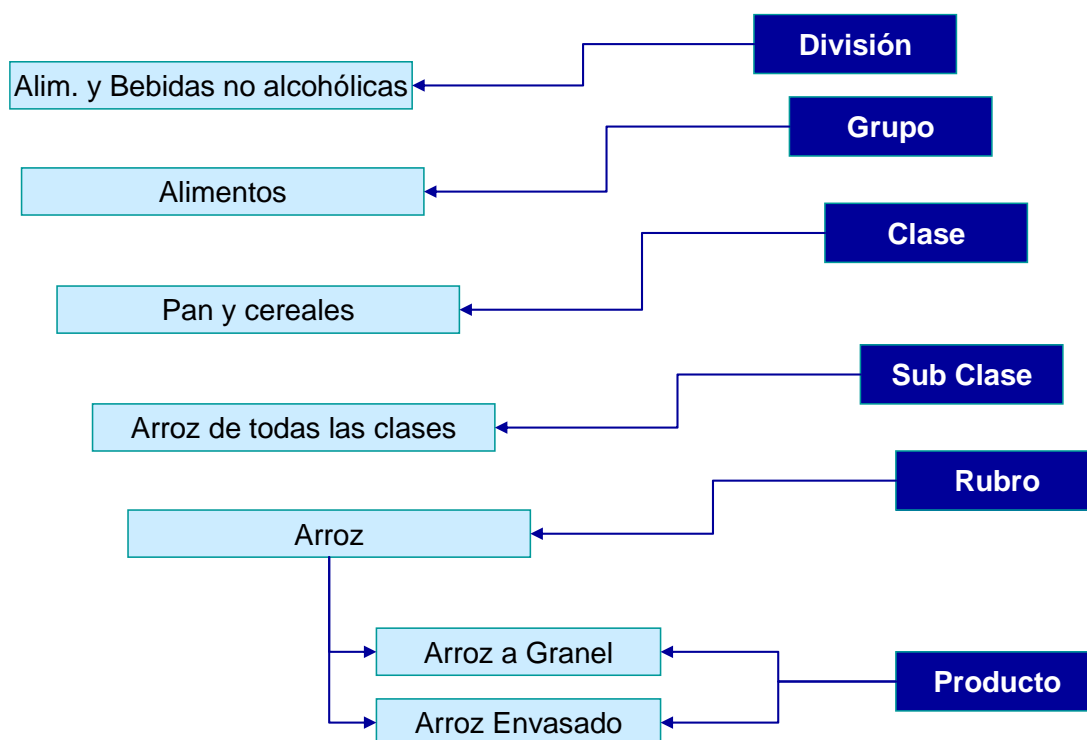 División
Alim. y Bebidas no alcohólicas
Grupo
Alimentos
Clase
Pan y cereales
Sub Clase
Arroz de todas las clases
Rubro
Arroz
Arroz a Granel
Producto
Arroz Envasado